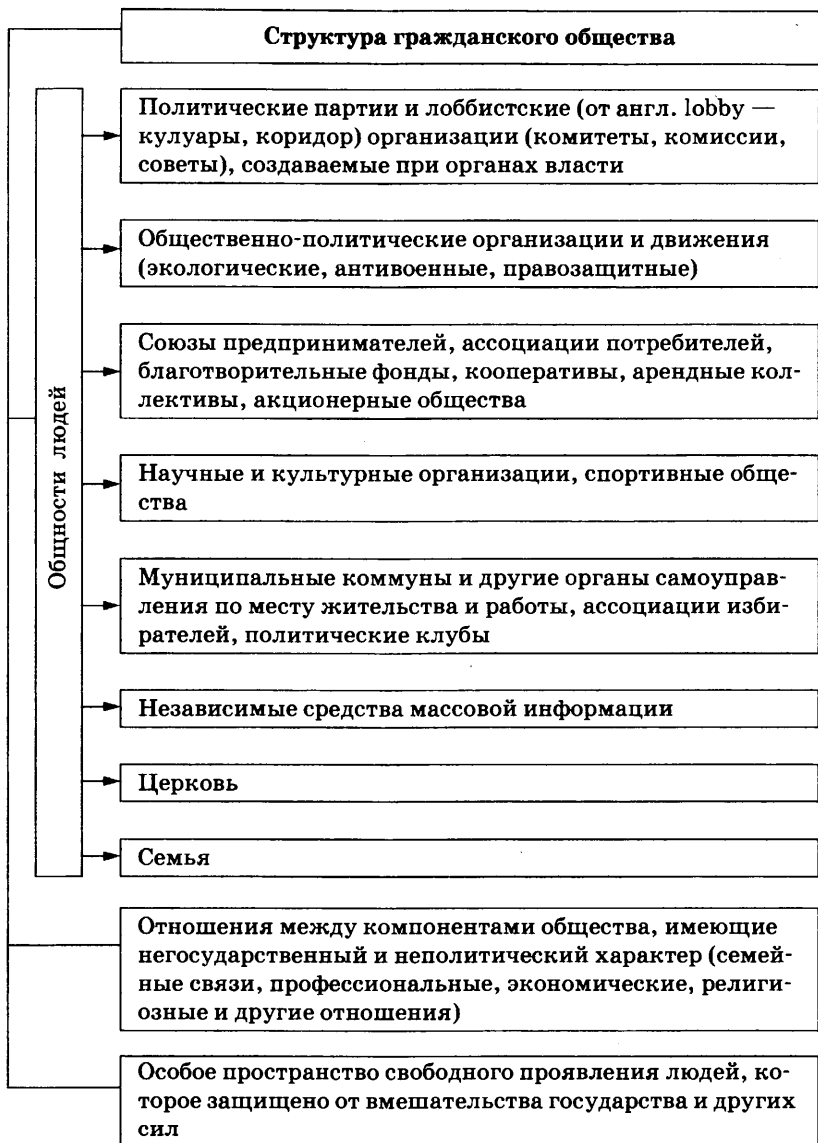 Структура гражданского общества
Общности людей
Политические партии и лоббистские (от англ. lobby —
кулуары, коридор) организации (комитеты, комиссии,
советы), создаваемые при органах власти
Общественно-политические организации и движения
(экологические, антивоенные, правозащитные)
Союзы предпринимателей, ассоциации потребителей,
благотворительные фонды, кооперативы, арендные кол-
лективы, акционерные общества
Научные и культурные организации, спортивные обще-
ства
Муниципальные коммуны и другие органы самоуправ-
ления по месту жительства и работы, ассоциации изби-
рателей, политические клубы
Независимые средства массовой информации
Церковь
Семья
Отношения между компонентами общества, имеющие
негосударственный и неполитический характер (семей-
ные связи, профессиональные, экономические, религи-
озные и другие отношения)
Особое пространство свободного проявления людей, ко-
торое защищено от вмешательства государства и других
сил